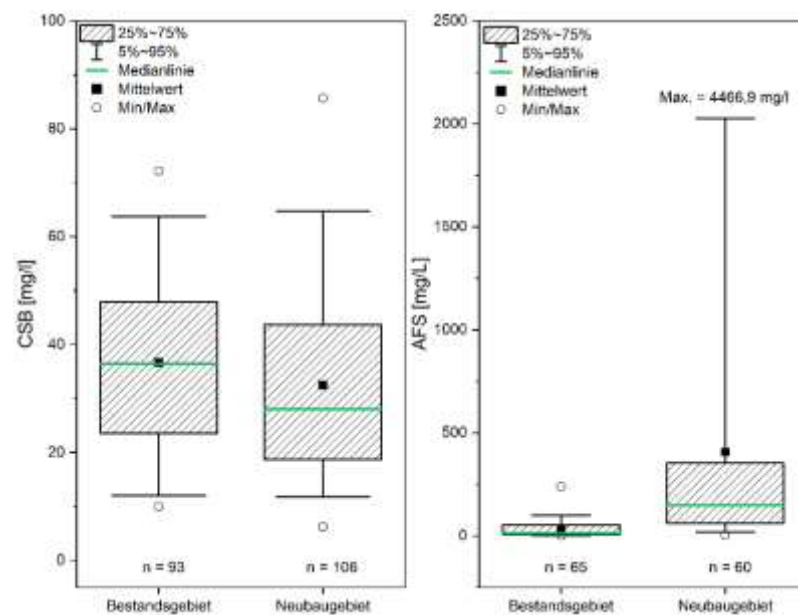 100
80
60
40
20
0
CSB [mg/l]
25%~75%
5%~95%
Medianlinie
Mittelwert
Min/Max
n = 93
n = 106
Bestandsgebiet
Neubaugebiet
2500
2000
1500
1000
500
0
AFS [mg/L]
25%~75%
5%~95%
Medianlinie
Mittelwert
Min/Max
Max. = 4466,9 mg/l
n = 65
n = 60
Bestandsgebiet
Neubaugebiet